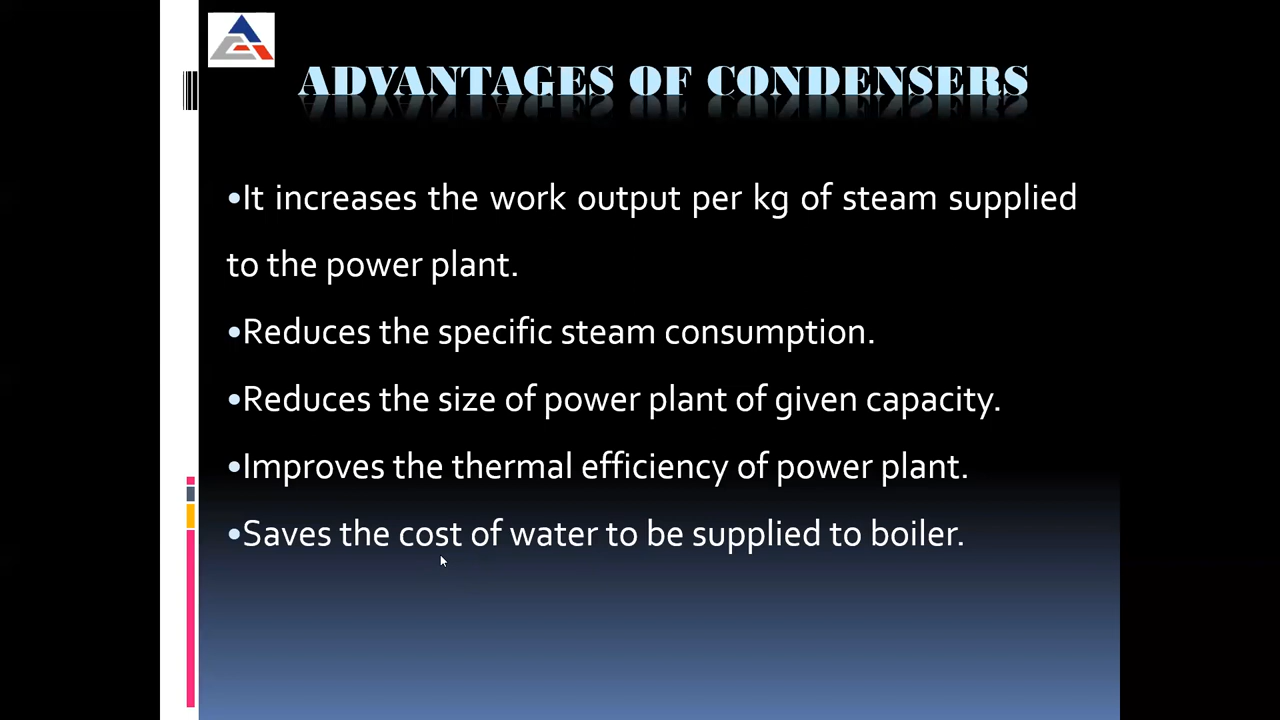 ADVANTAGES OF CONDENSERS
•It increases the work output per kg of steam supplied
to the power plant.
•Reduces the specific steam consumption.
•Reduces the size of power plant of given capacity.
•Improves the thermal efficiency of power plant.
•Saves the cost of water to be supplied to boiler.